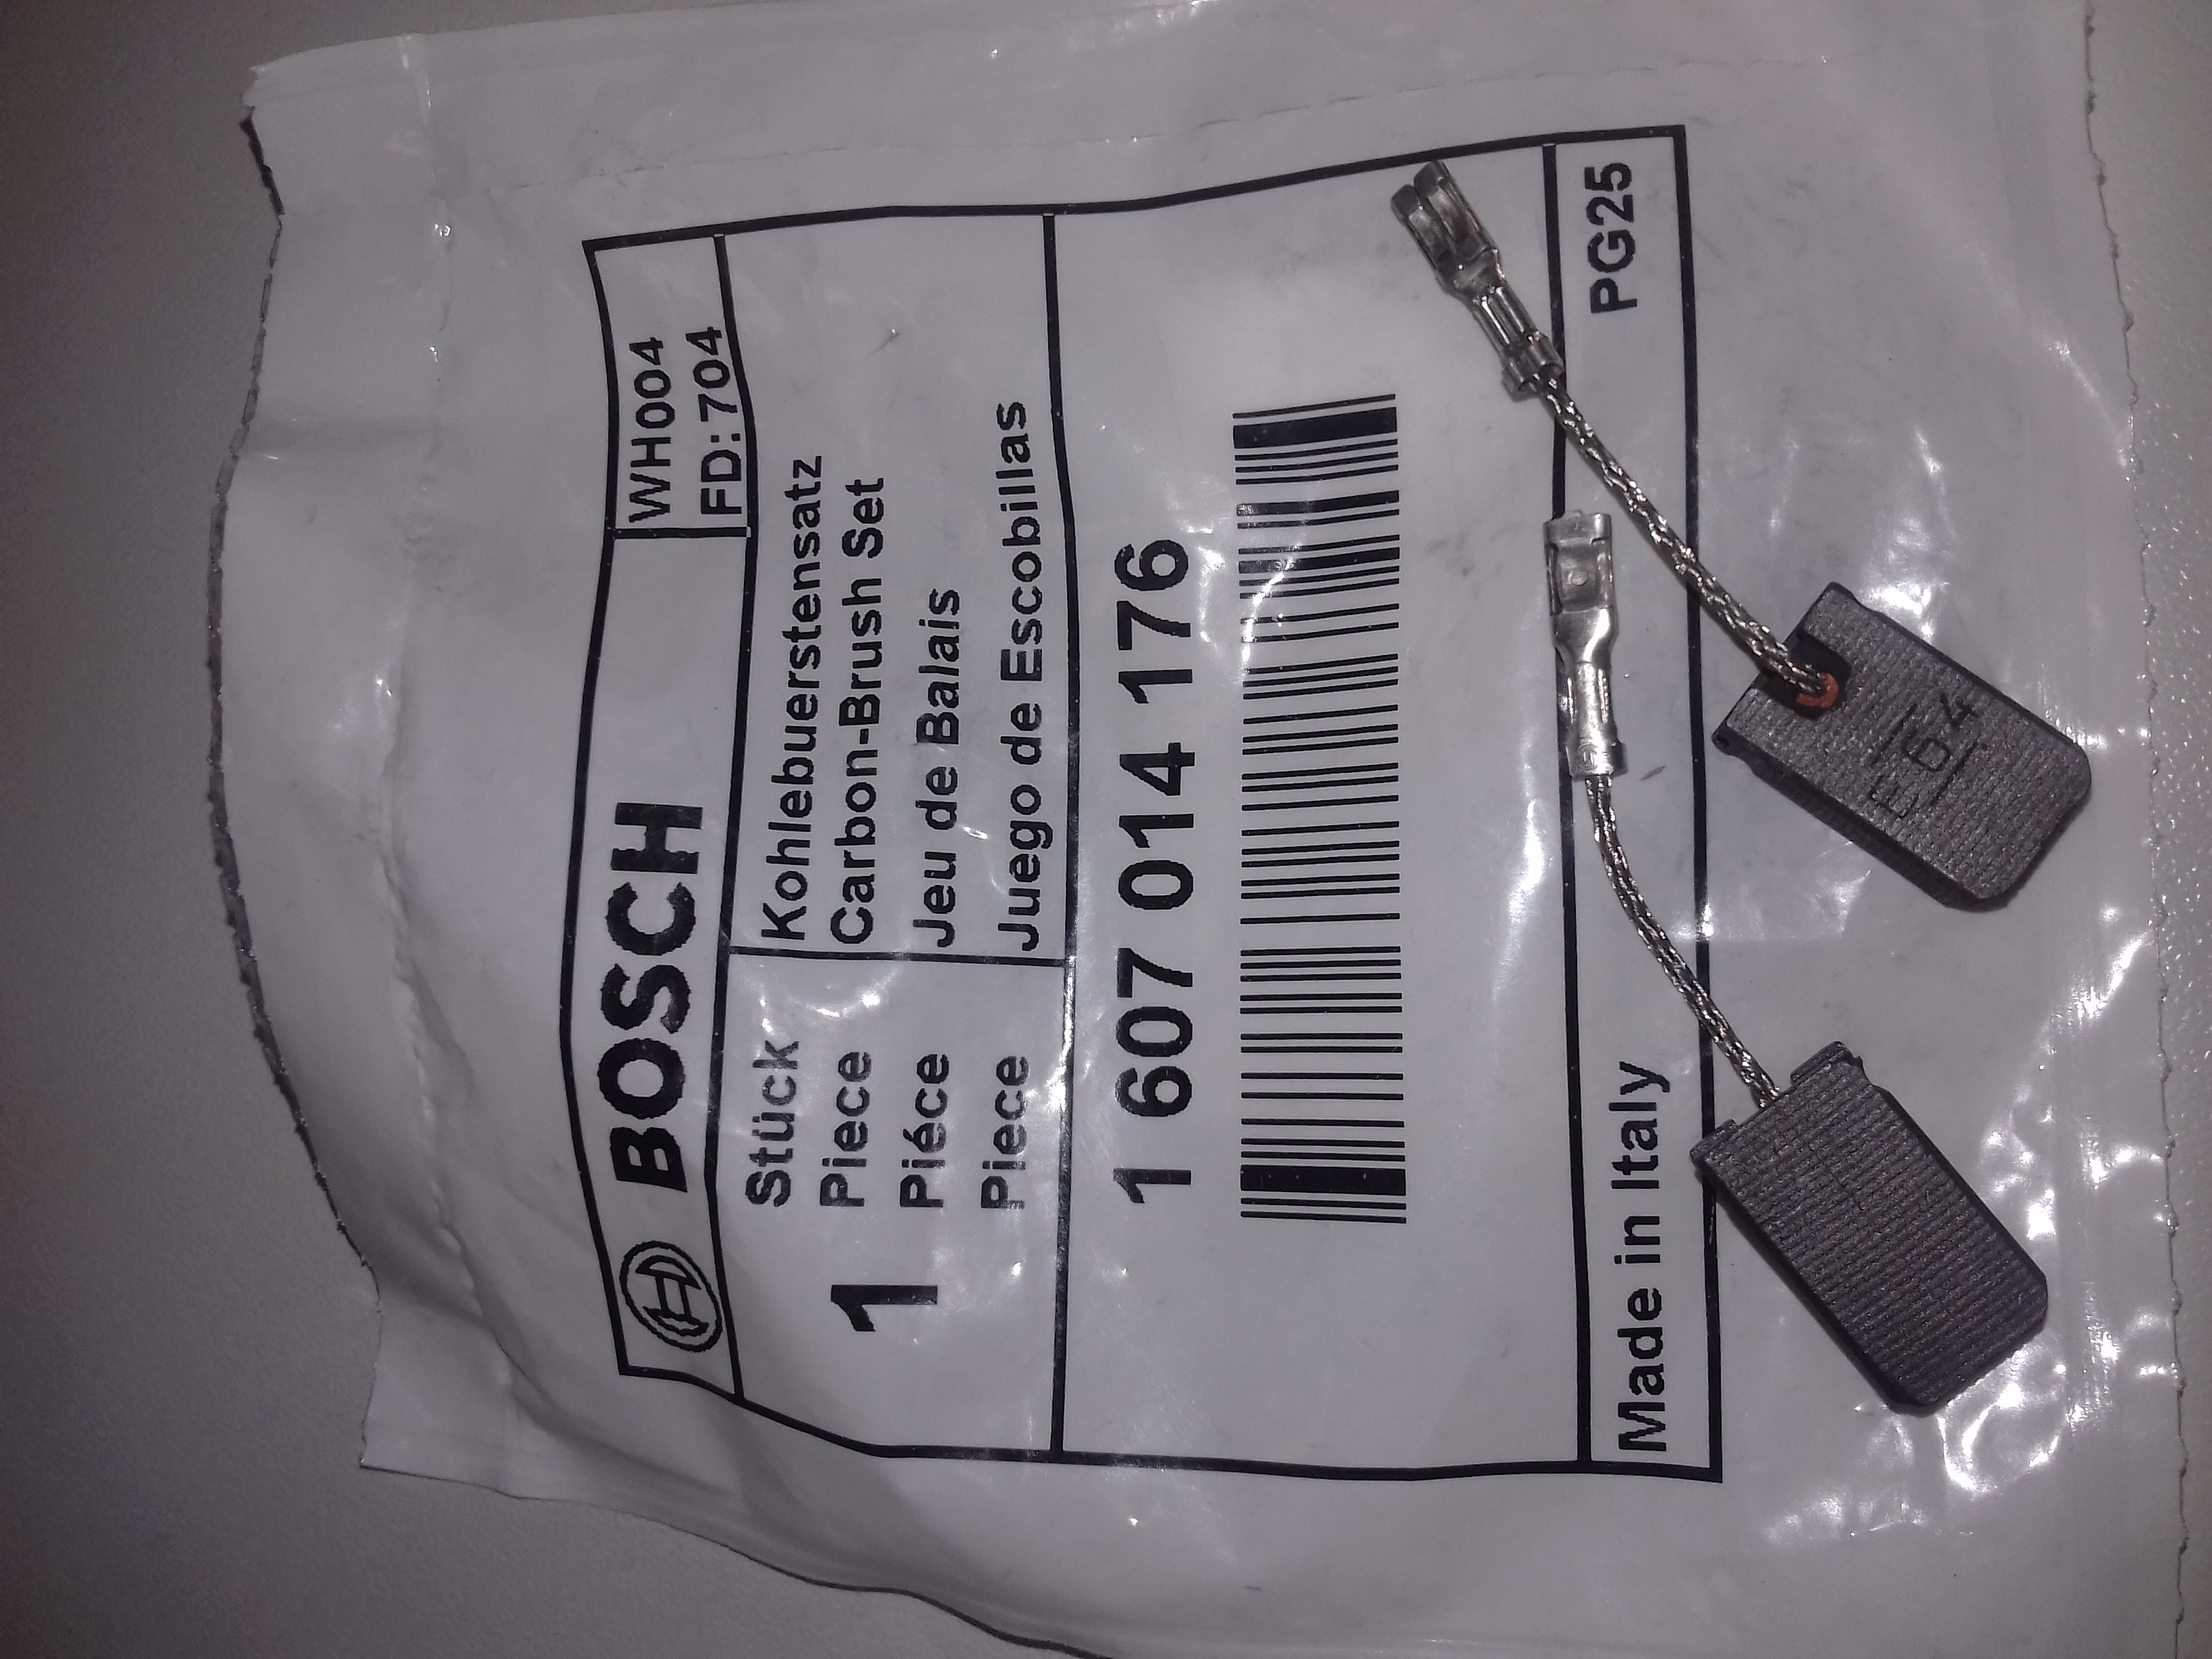 BOSCH
WH004
FD:704
1
Stück
Piece
Piéce
Piece
Kohlebuerstensatz
Carbon-Brush Set
Jeu de Balais
Juego de Escobillas
1 607 014 176
Made in Italy
PG25
E64